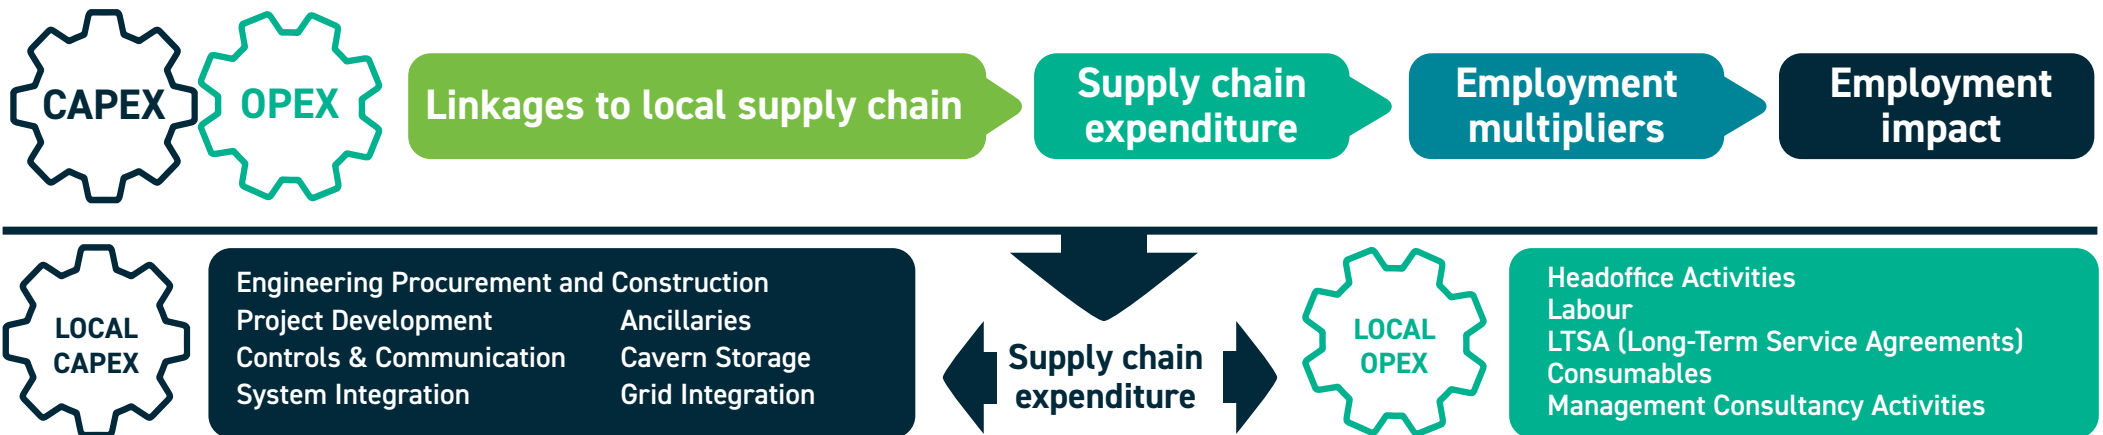 CAPEX
OPEX
Linkages to local supply chain
Supply chain
expenditure
Employment
multipliers
Employment
impact
LOCAL
CAPEX
Engineering Procurement and Construction
Project Development
Ancillaries
Controls & Communication
Cavern Storage
System Integration
Grid Integration
Supply chain
expenditure
LOCAL
OPEX
Headoffice Activities
Labour
LTSA (Long-Term Service Agreements)
Consumables
Management Consultancy Activities